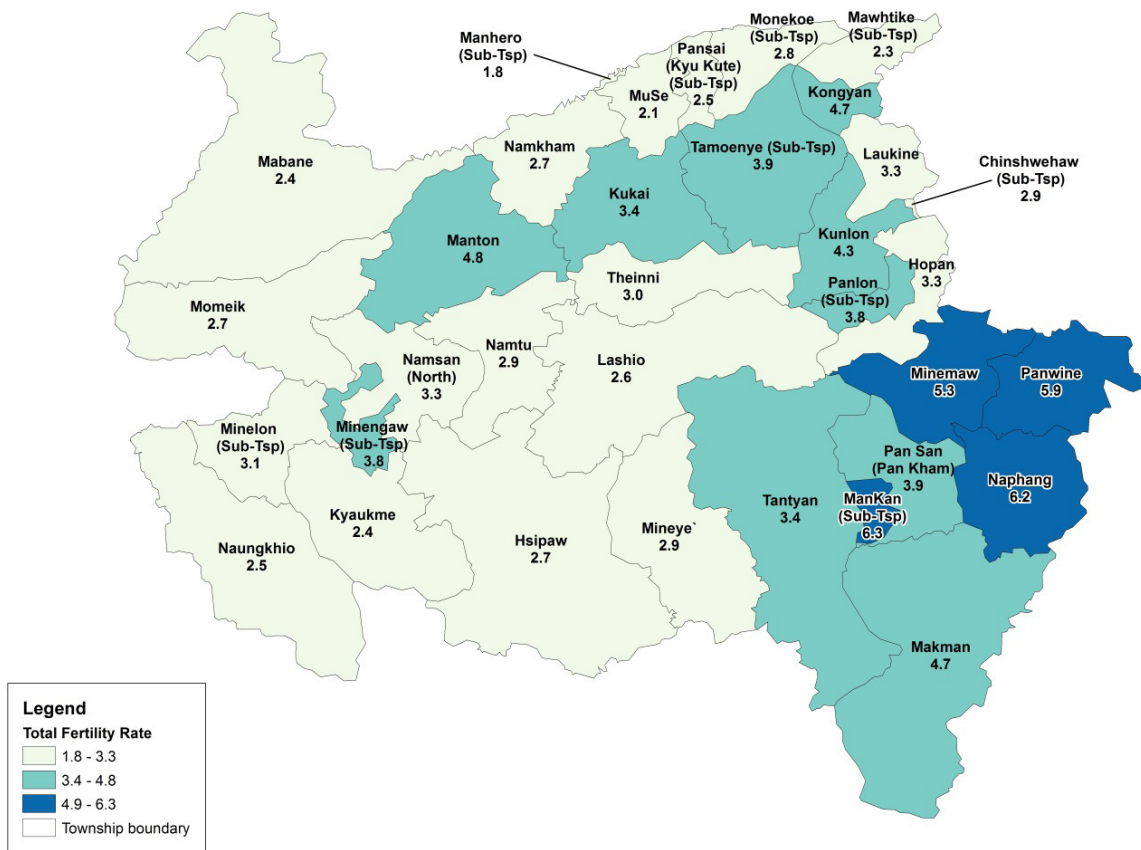 Manhero
(Sub-Tsp)
1.8
Pansai
(Kyu Kute)
(Sub-Tsp)
2.5
Monekoe
(Sub-Tsp)
2.8
Mawhtike
(Sub-Tsp)
2.3
MuSe
2.1
Kongyan
4.7
Mabane
2.4
Namkham
2.7
Tamoenye (Sub-Tsp)
3.9
Laukine
3.3
Chinshwehaw
(Sub-Tsp)
2.9
Kukai
3.4
Manton
4.8
Kunlon
4.3
Hopan
3.3
Theinni
3.0
Panlon
(Sub-Tsp)
3.8
Momeik
2.7
Namtu
2.9
Namsan
(North)
3.3
Lashio
2.6
Minemaw
5.3
Panwine
5.9
Minelon
(Sub-Tsp)
3.1
Minengaw
(Sub-Tsp)
3.8
Pan San
(Pan Kham)
3.9
Naphang
6.2
ManKan
(Sub-Tsp)
6.3
Tantyan
3.4
Kyaukme
2.4
Hsipaw
2.7
Mineye`
2.9
Naungkhio
2.5
Makman
4.7
Legend
Total Fertility Rate
1.8 - 3.3
3.4 - 4.8
4.9 - 6.3
Township boundary